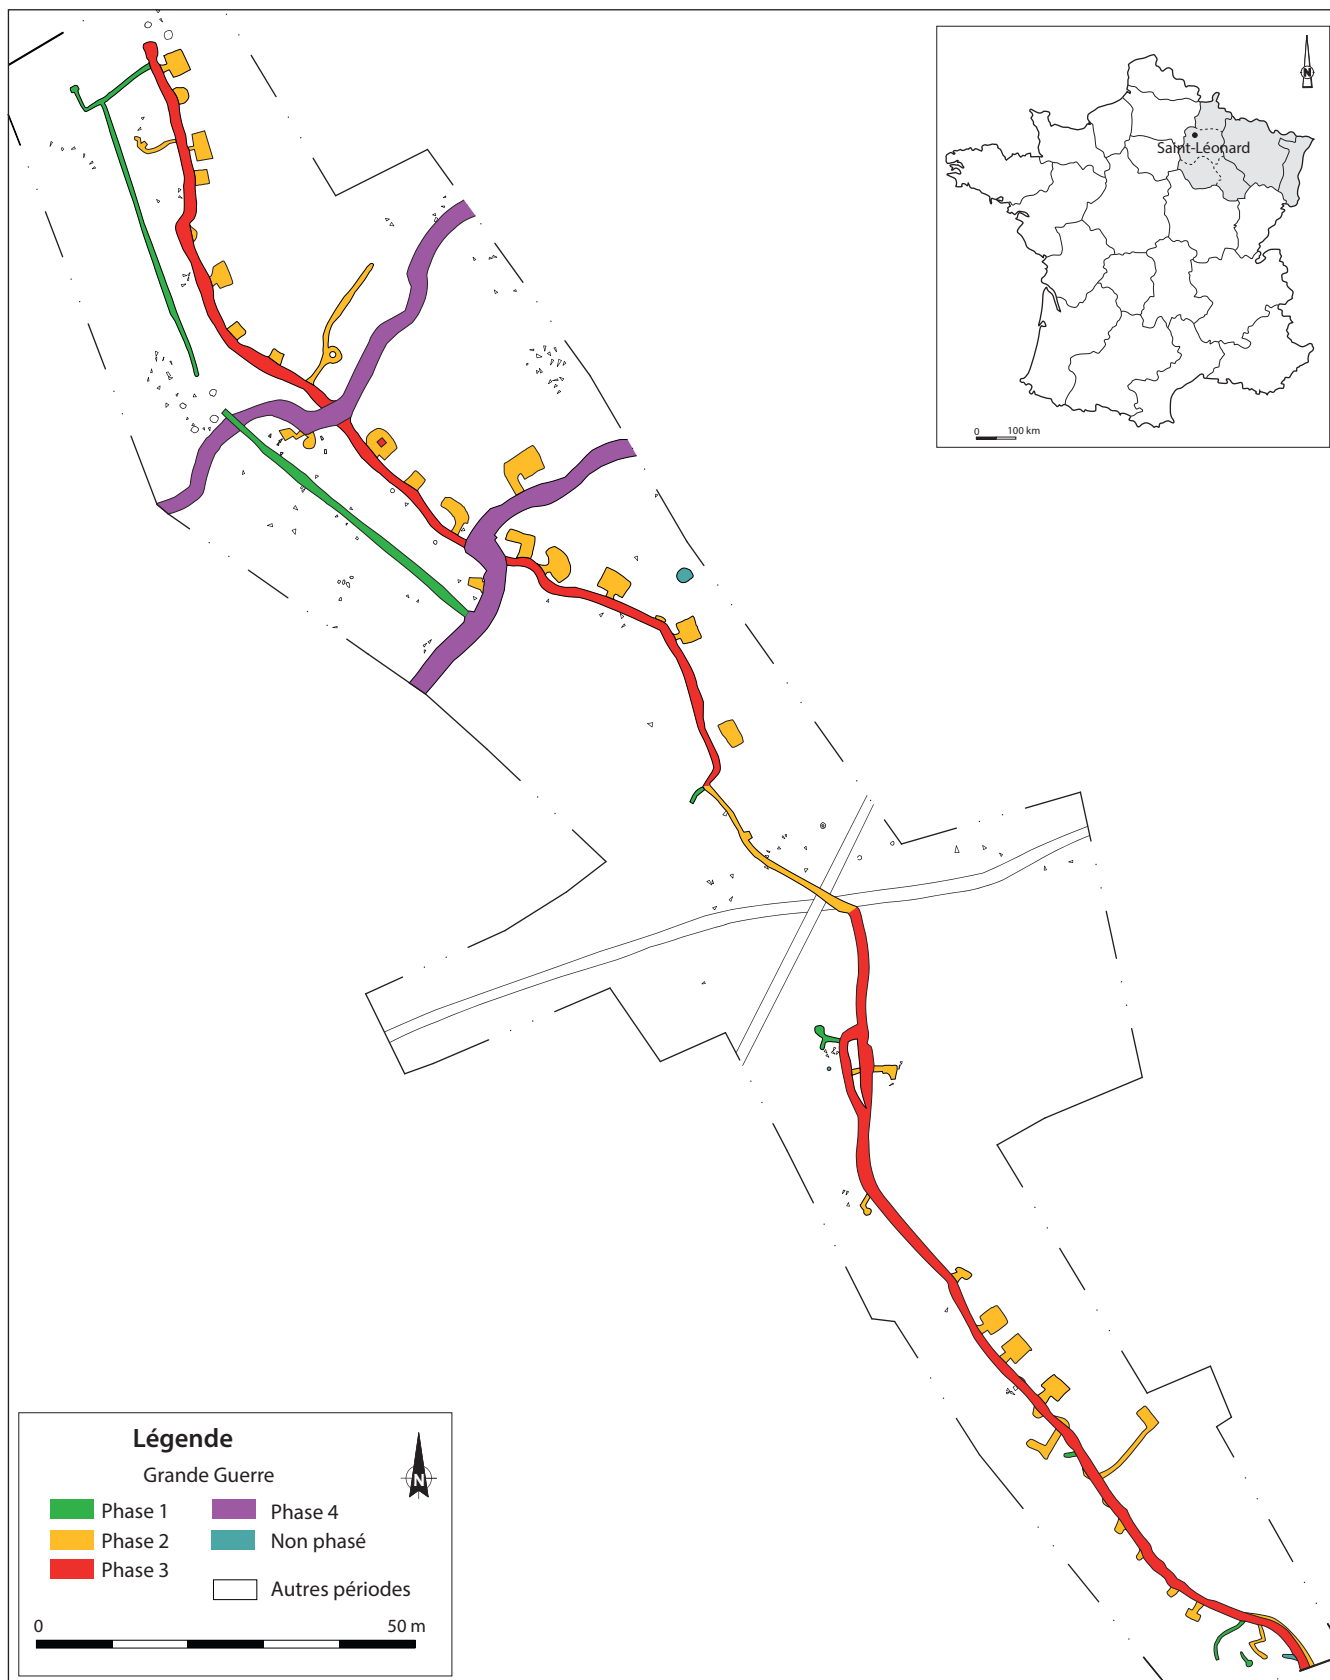 N
Saint-Léonard
0 100 km
Légende
Grande Guerre
N
Phase 1
Phase 4
Phase 2
Non phasé
Phase 3
Autres périodes
0 50 m